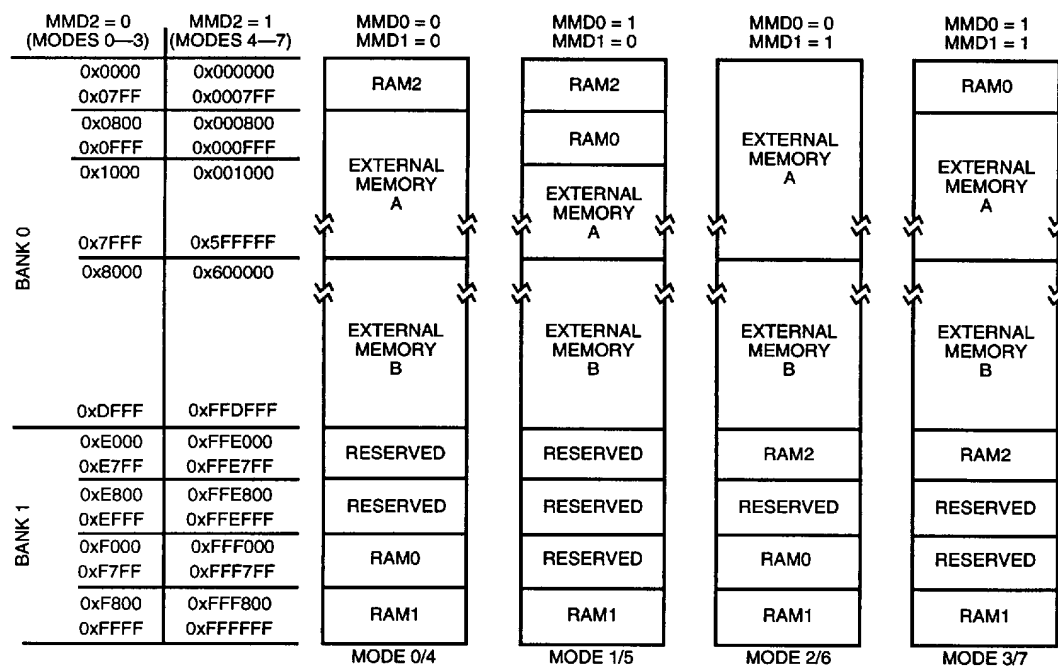 MMD2 = 0 MMD2 = 1 MMD0 = 0 MMD0 = 1 MMD0 = 0 MMD0 = 1
(MODES 0—3) (MODES 4—7) MMD1 = 0 MMD1 = 0 MMD1 = 1 MMD1 = 1
0x0000 0x000000
RAM2 RAM2 RAM0
0x07FF 0x0007FF
0x0800 0x000800
RAM0
0x0FFF 0x000FFF
0x1000 0x001000
EXTERNAL MEMORY A
EXTERNAL MEMORY A
EXTERNAL MEMORY A
EXTERNAL MEMORY A
0x7FFF 0x5FFFFF
BANK 0
0x8000 0x600000
EXTERNAL EXTERNAL EXTERNAL EXTERNAL
MEMORY MEMORY MEMORY MEMORY
B B B B
0xDFFF 0xFFDFFF
0xE000 0xFFE000
RESERVED RESERVED RAM2 RAM2
0xE7FF 0xFFE7FF
0xE800 0xFFE800
RESERVED RESERVED RESERVED RESERVED
0xEFFF 0xFFEFFF
BANK 1
0xF000 0xFFF000
RAM0 RESERVED RAM0 RESERVED
0xF7FF 0xFFF7FF
0xF800 0xFFF800
RAM1 RAM1 RAM1 RAM1
0xFFFF 0xFFFFFF
MODE 0/4 MODE 1/5 MODE 2/6 MODE 3/7